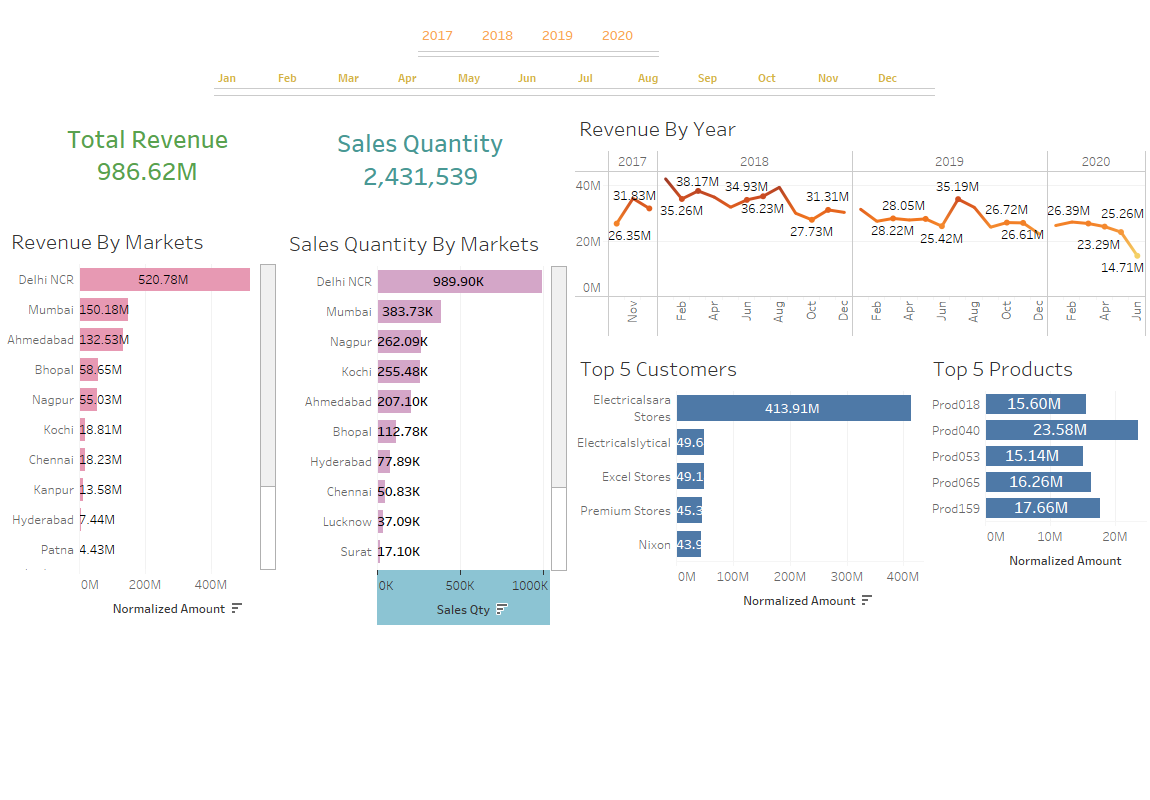 2017 2018 2019 2020
Jan Feb Mar Apr May Jun Jul Aug Sep Oct Nov Dec
Total Revenue
986.62M
Sales Quantity
2,431,539
Revenue By Markets
Delhi NCR 520.78M
Mumbai 150.18M
Ahmedabad 132.53M
Bhopal 58.65M
Nagpur 55.03M
Kochi 18.81M
Chennai 18.23M
Kanpur 13.58M
Hyderabad 7.44M
Patna 4.43M
0M 200M 400M
Normalized Amount
Sales Quantity By Markets
Delhi NCR 989.90K
Mumbai 383.73K
Nagpur 262.09K
Kochi 255.48K
Ahmedabad 207.10K
Bhopal 112.78K
Hyderabad 77.89K
Chennai 50.83K
Lucknow 37.09K
Surat 17.10K
0K 500K 1000K
Sales Qty
Revenue By Year
2017 2018 2019 2020
40M
20M
0M
31.83M 38.17M 34.93M 31.31M 28.05M 35.19M 26.72M 26.39M 25.26M
26.35M 35.26M 36.23M 27.73M 28.22M 25.42M 26.61M 23.29M
14.71M
Nov Feb Apr Jun Aug Oct Dec Feb Apr Jun Aug Oct Dec Feb Apr Jun
Top 5 Customers
Electricalsara
Stores 413.91M
Electricalslytical 49.6
Excel Stores 49.1
Premium Stores 45.3
Nixon 43.9
0M 100M 200M 300M 400M
Normalized Amount
Top 5 Products
Prod018 15.60M
Prod040 23.58M
Prod053 15.14M
Prod065 16.26M
Prod159 17.66M
0M 10M 20M
Normalized Amount